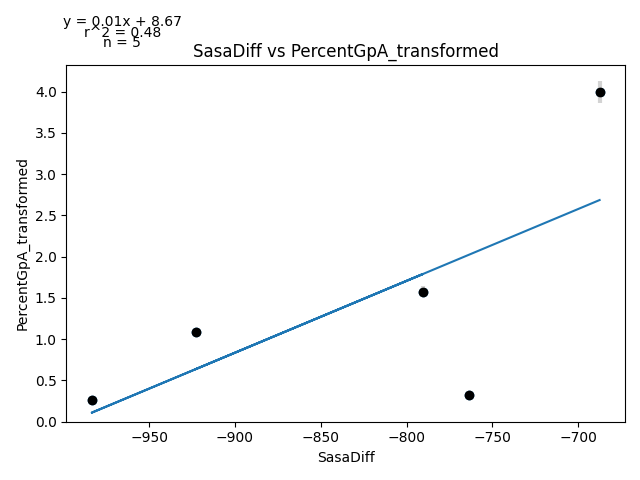 y = 0.01x + 8.67
r^2 = 0.48
n = 5
SasaDiff vs PercentGpA_transformed
PercentGpA_transformed
4.0
3.5
3.0
2.5
2.0
1.5
1.0
0.5
0.0
−950 −900 −850 −800 −750 −700
SasaDiff